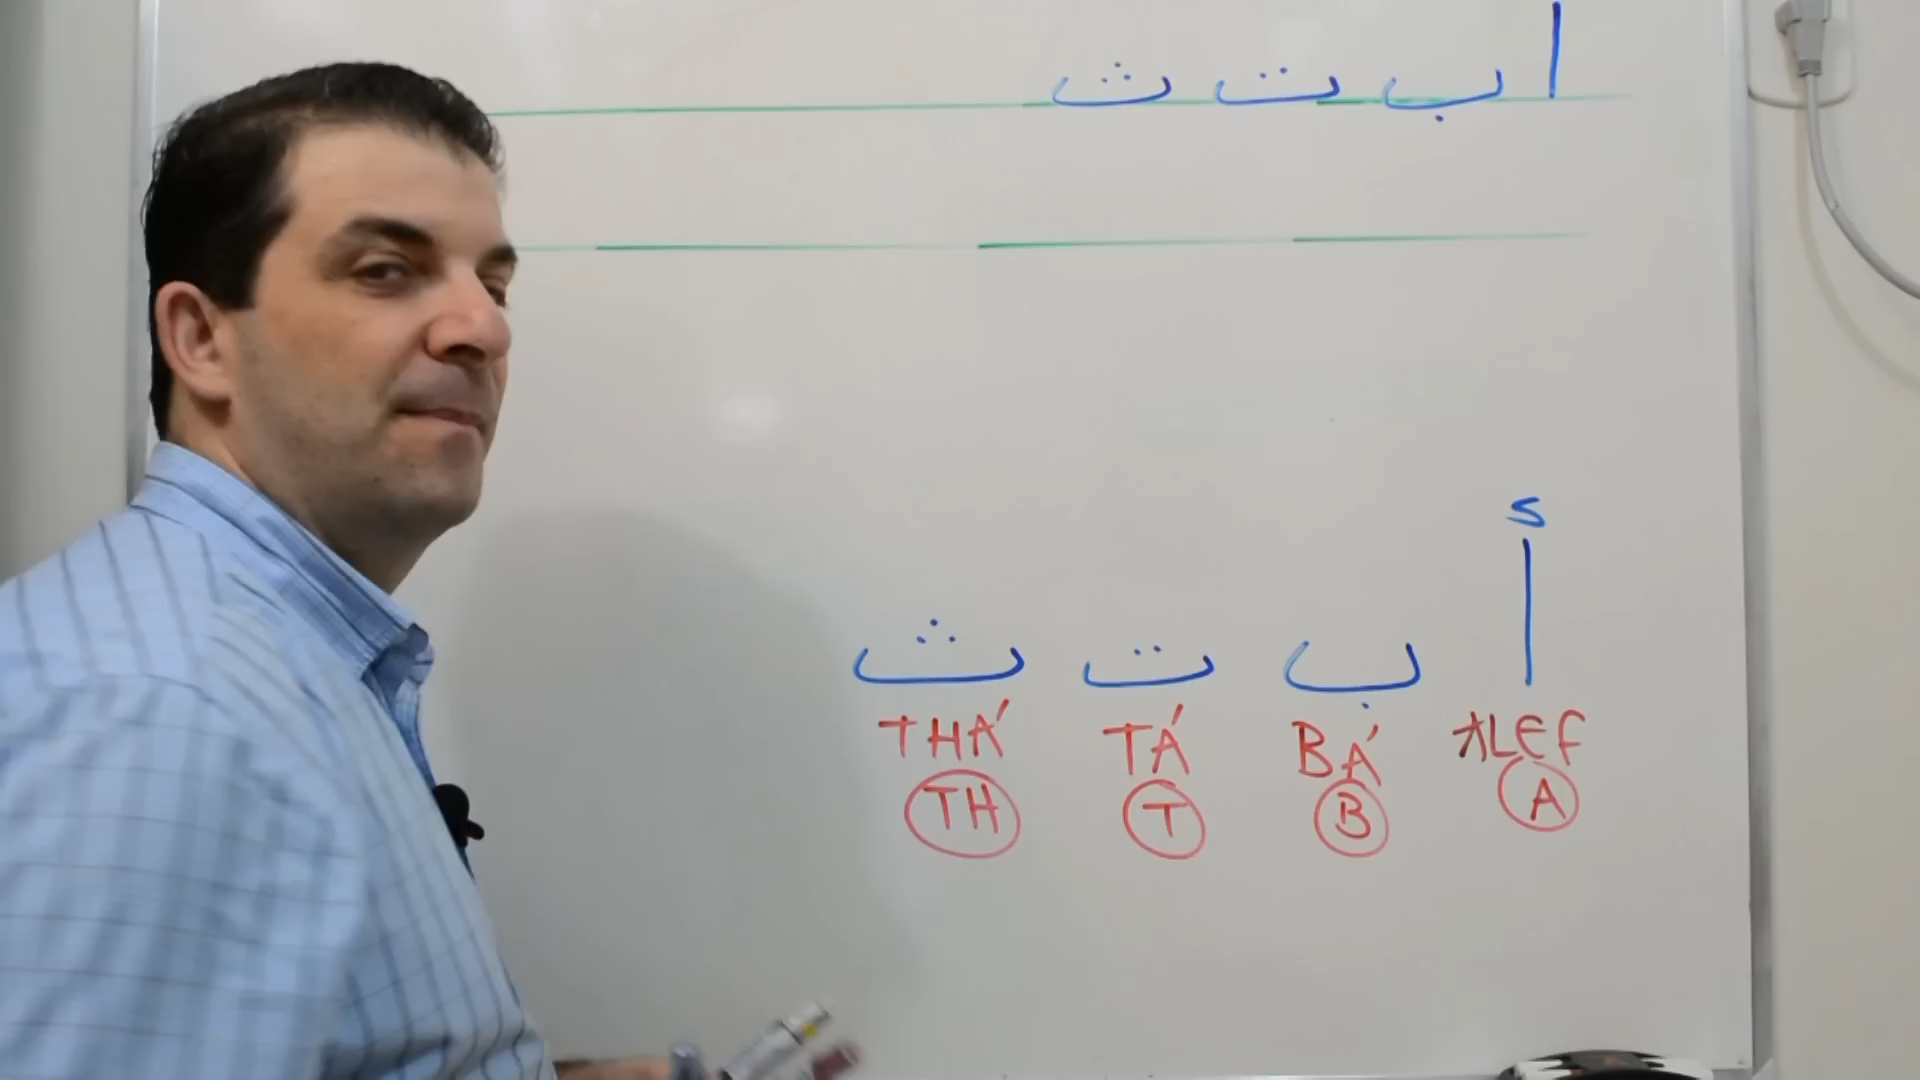 ا ب ت ث
أ ب ت ث
ALEF BÁ TÁ THÁ
A B T TH